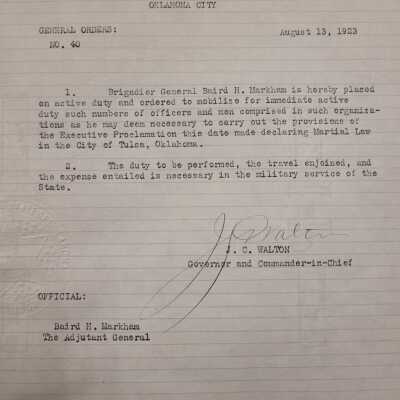 OKLAHOMA CITY
GENERAL ORDERS:
August 13, 1923
NO. 40
1. Brigadier General Baird H. Markham is hereby placed
on active duty and ordered to mobilize for immediate active
duty such numbers of officers and men comprised in such organiza-
tions as he may deem necessary to carry out the provisions of
the Executive Proclamation this date made declaring Martial Law
in the City of Tulsa, Oklahoma.
2. The duty to be performed, the travel enjoined, and
the expense entailed is necessary in the military service of the
State.
J C Walton
J. C. WALTON
Governor and Commander-in-Chief
OFFICIAL:
Baird H. Markham
The Adjutant General